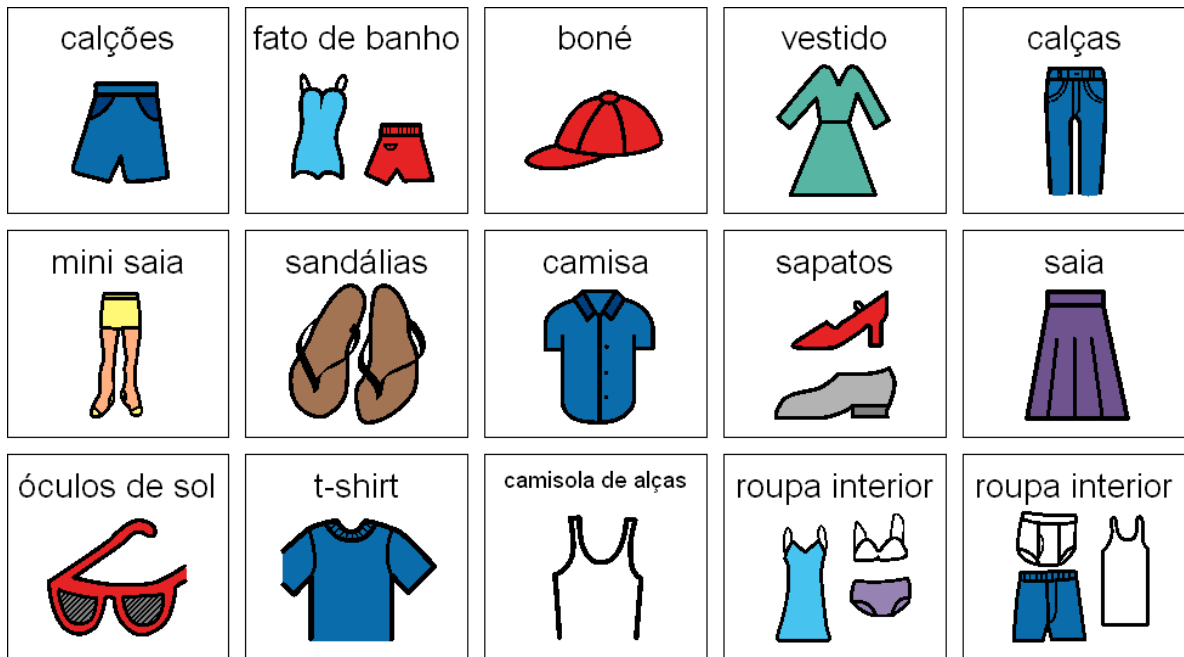 calções
fato de banho
boné
vestido
calças
mini saia
sandálias
camisa
sapatos
saia
óculos de sol
t-shirt
camisola de alças
roupa interior
roupa interior